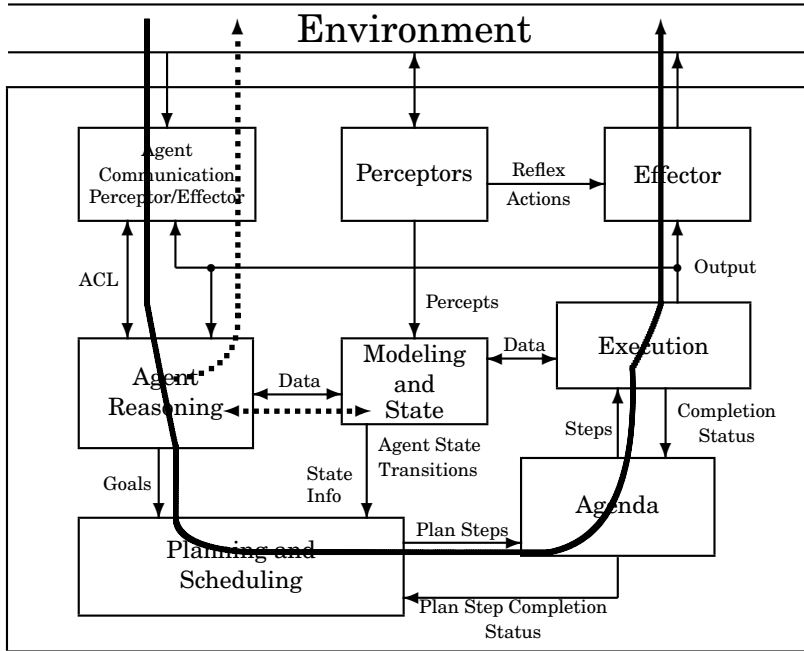 Environment
Agent
Communication
Perceptor/Effector
Perceptors
Reflex
Actions
Effector
ACL
Output
Percepts
Agent
Reasoning
Data
Modeling
and
State
Data
Execution
Goals
State
Info
Agent State
Transitions
Steps
Completion
Status
Planning and
Scheduling
Plan Steps
Agenda
Plan Step Completion
Status